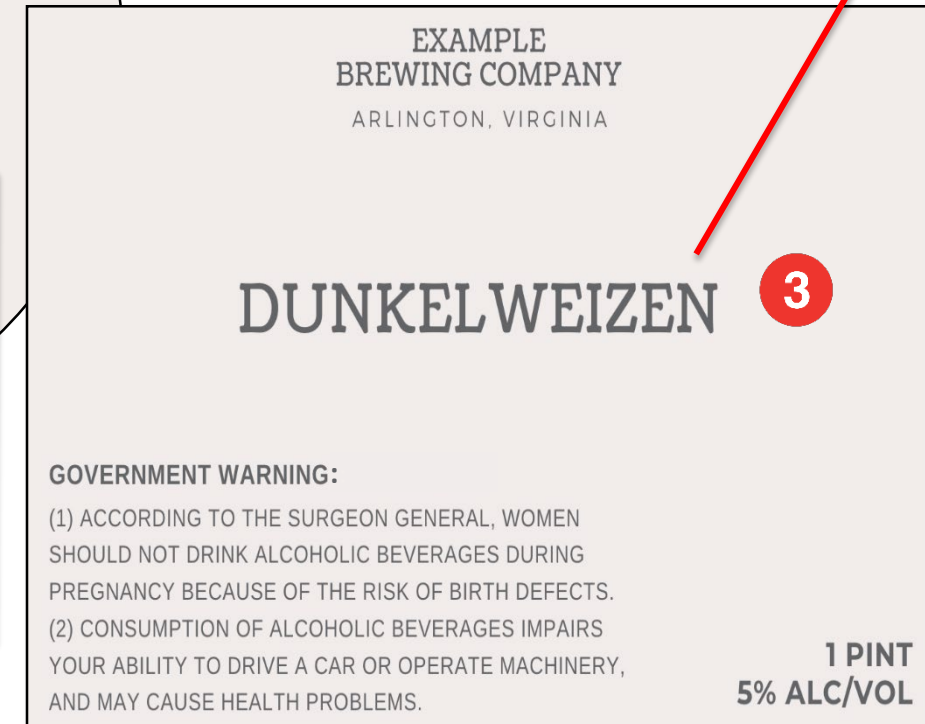 EXAMPLE
BREWING COMPANY
ARLINGTON, VIRGINIA
DUNKELWEIZEN
3
GOVERNMENT WARNING:
(1) ACCORDING TO THE SURGEON GENERAL, WOMEN
SHOULD NOT DRINK ALCOHOLIC BEVERAGES DURING
PREGNANCY BECAUSE OF THE RISK OF BIRTH DEFECTS.
(2) CONSUMPTION OF ALCOHOLIC BEVERAGES IMPAIRS
YOUR ABILITY TO DRIVE A CAR OR OPERATE MACHINERY,
AND MAY CAUSE HEALTH PROBLEMS.
1 PINT
5% ALC/VOL